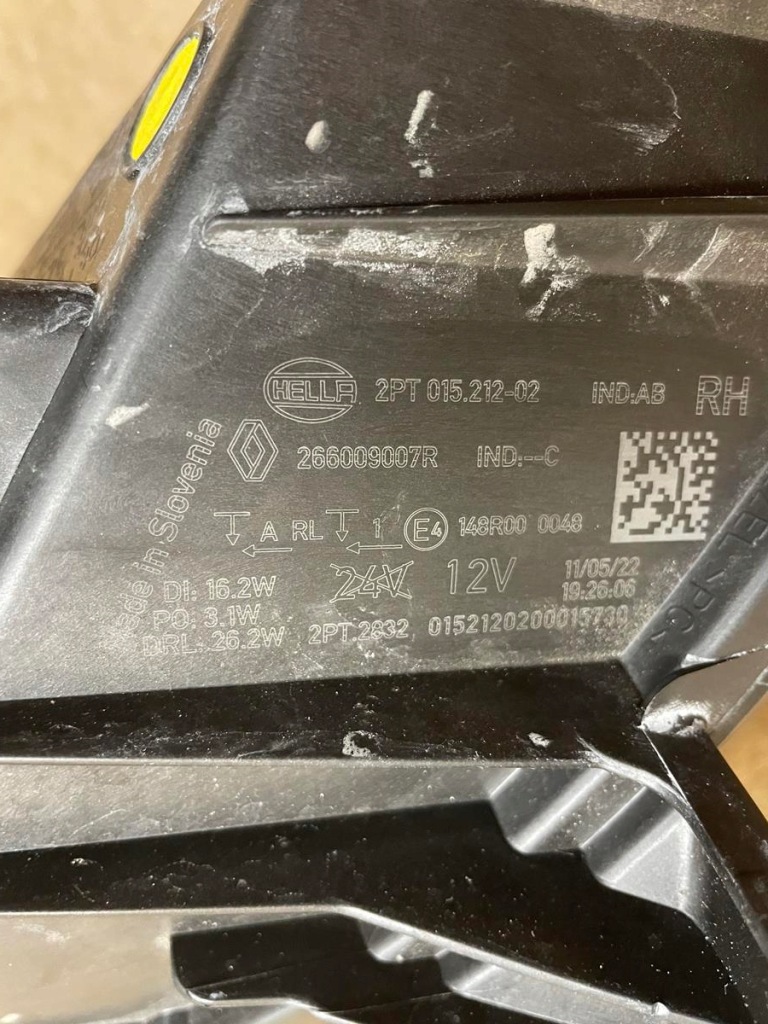 HELLA 2PT 015.212-02 IND:AB RH
266009007R IND:--C
in Slovenia
A RL 1 E4 148R00 0048
DI: 16.2W 24V 12V 11/05/22
PO: 3.1W 19:26:06
DRL: 26.2W 2PT.2832 0152120200015730